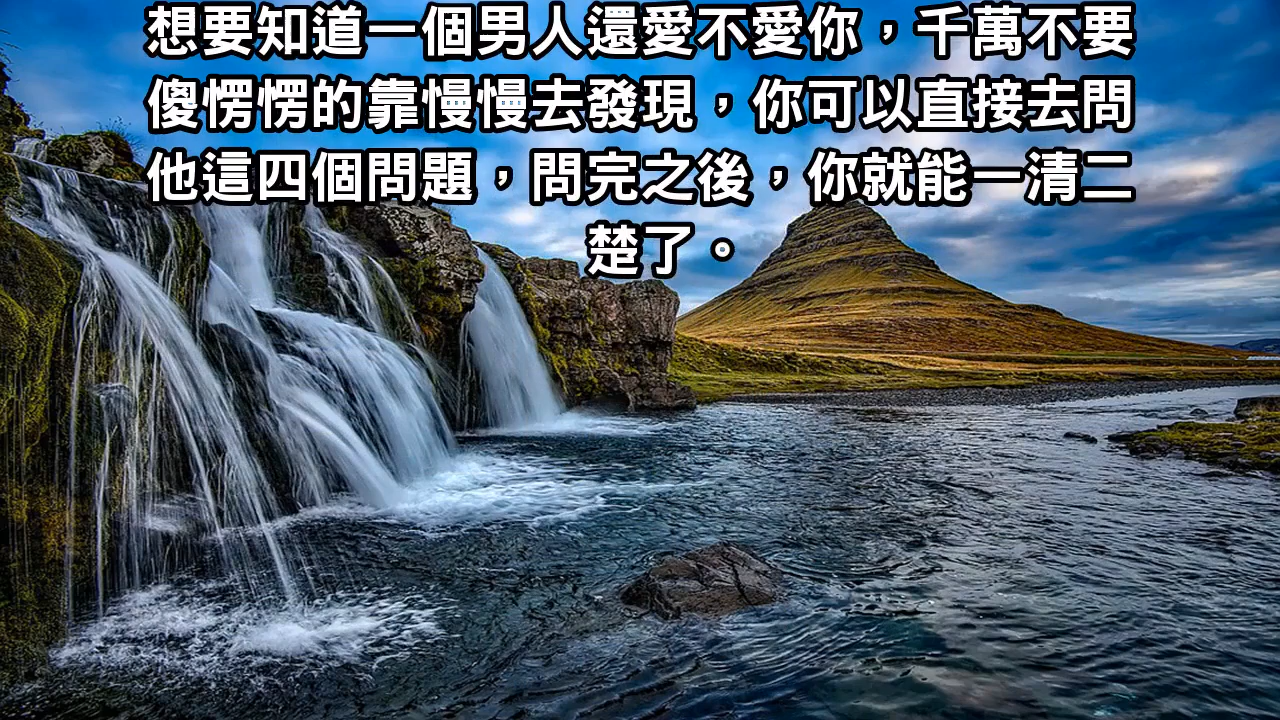 想要知道一個男人還愛不愛你，千萬不要
傻愣愣的靠慢慢去發現，你可以直接去問
他這四個問題，問完之後，你就能一清二
楚了。